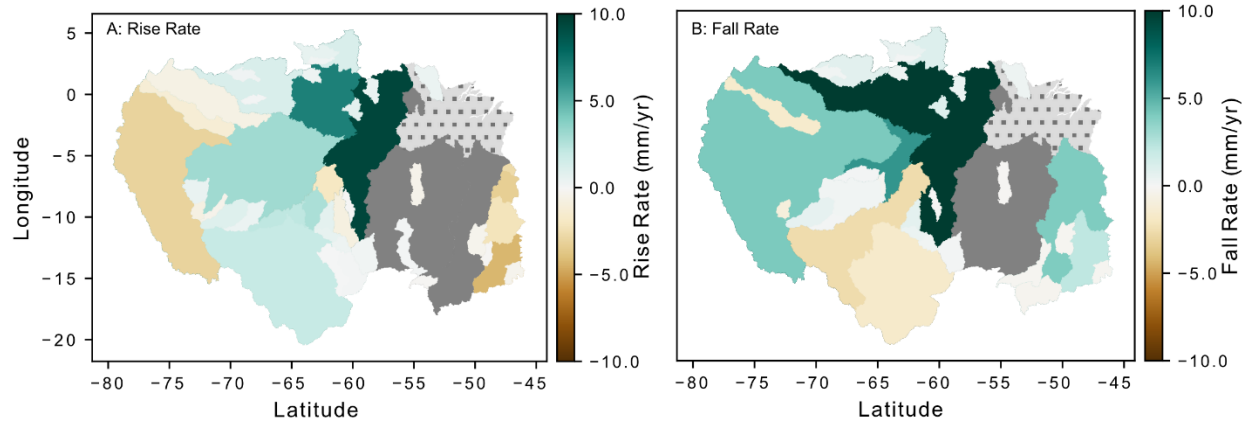 A: Rise Rate
5
0
−5
−10
−15
−20
Longitude
−80 −75 −70 −65 −60 −55 −50 −45
Latitude
10.0
5.0
0.0
−5.0
−10.0
Rise Rate (mm/yr)
B: Fall Rate
−80 −75 −70 −65 −60 −55 −50 −45
Latitude
10.0
5.0
0.0
−5.0
−10.0
Fall Rate (mm/yr)